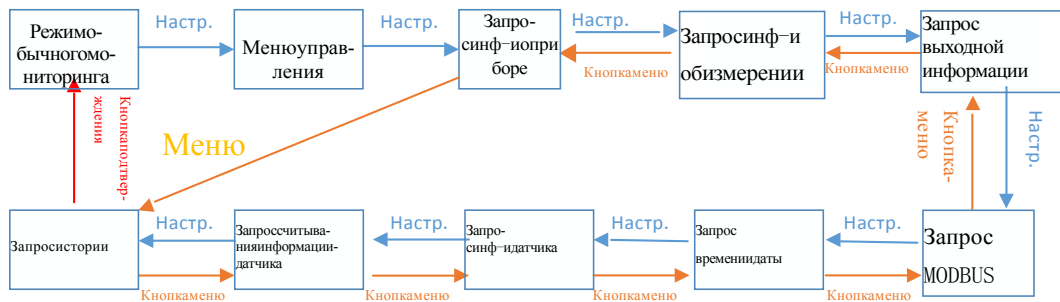 Режимо-
бычногомо-
ниторинга
Настр.
Менюуправ-
ления
Настр.
Запро-
синф-иопри
боре
Настр.
Кнопкаменю
Запросинф-и
обизмерении
Настр.
Кнопкаменю
Запрос
выходной
информации
Кнопкаподтвер-
ждения
Меню
Кнопка-
меню
Настр.
Запросистории
Настр.
Кнопкаменю
Запроссчитыва-
нияинформации-
датчика
Настр.
Кнопкаменю
Запро-
синф-идатчика
Настр.
Кнопкаменю
Запрос
временидаты
Настр.
Кнопкаменю
Запрос
MODBUS